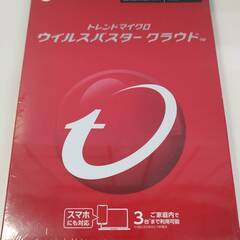 トレンドマイクロ
ウイルスバスター クラウド™
スマホ
にも対応
ご家庭内で
3台まで利用可能